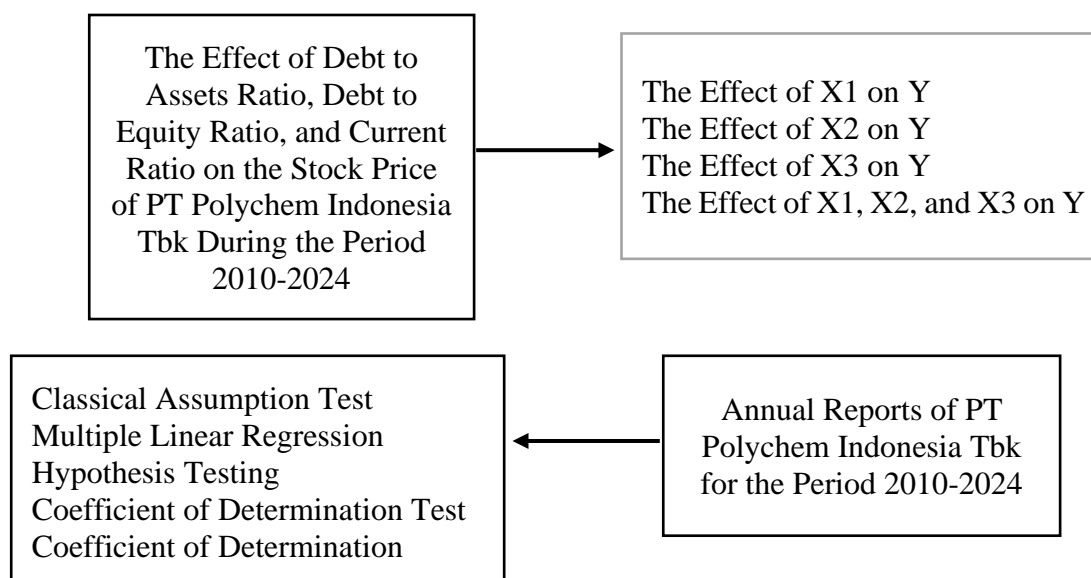 The Effect of Debt to
Assets Ratio, Debt to
Equity Ratio, and Current
Ratio on the Stock Price
of PT Polychem Indonesia
Tbk During the Period
2010-2024
The Effect of X1 on Y
The Effect of X2 on Y
The Effect of X3 on Y
The Effect of X1, X2, and X3 on Y
Classical Assumption Test
Multiple Linear Regression
Hypothesis Testing
Coefficient of Determination Test
Coefficient of Determination
Annual Reports of PT
Polychem Indonesia Tbk
for the Period 2010-2024